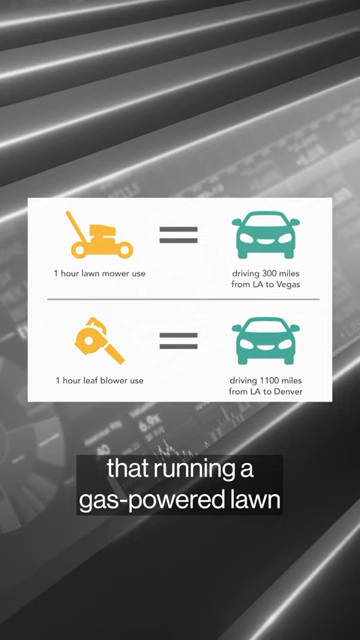 1 hour lawn mower use
driving 300 miles
from LA to Vegas
1 hour leaf blower use
driving 1100 miles
from LA to Denver
that running a
gas-powered lawn